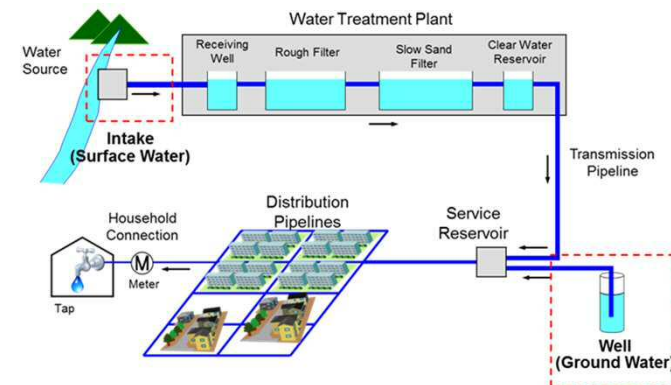 Water Treatment Plant
Water
Source
Receiving
Well
Rough Filter
Slow Sand
Filter
Clear Water
Reservoir
Intake
(Surface Water)
Transmission
Pipeline
Distribution
Pipelines
Service
Reservoir
Household
Connection
M
Meter
Tap
Well
(Ground Water)